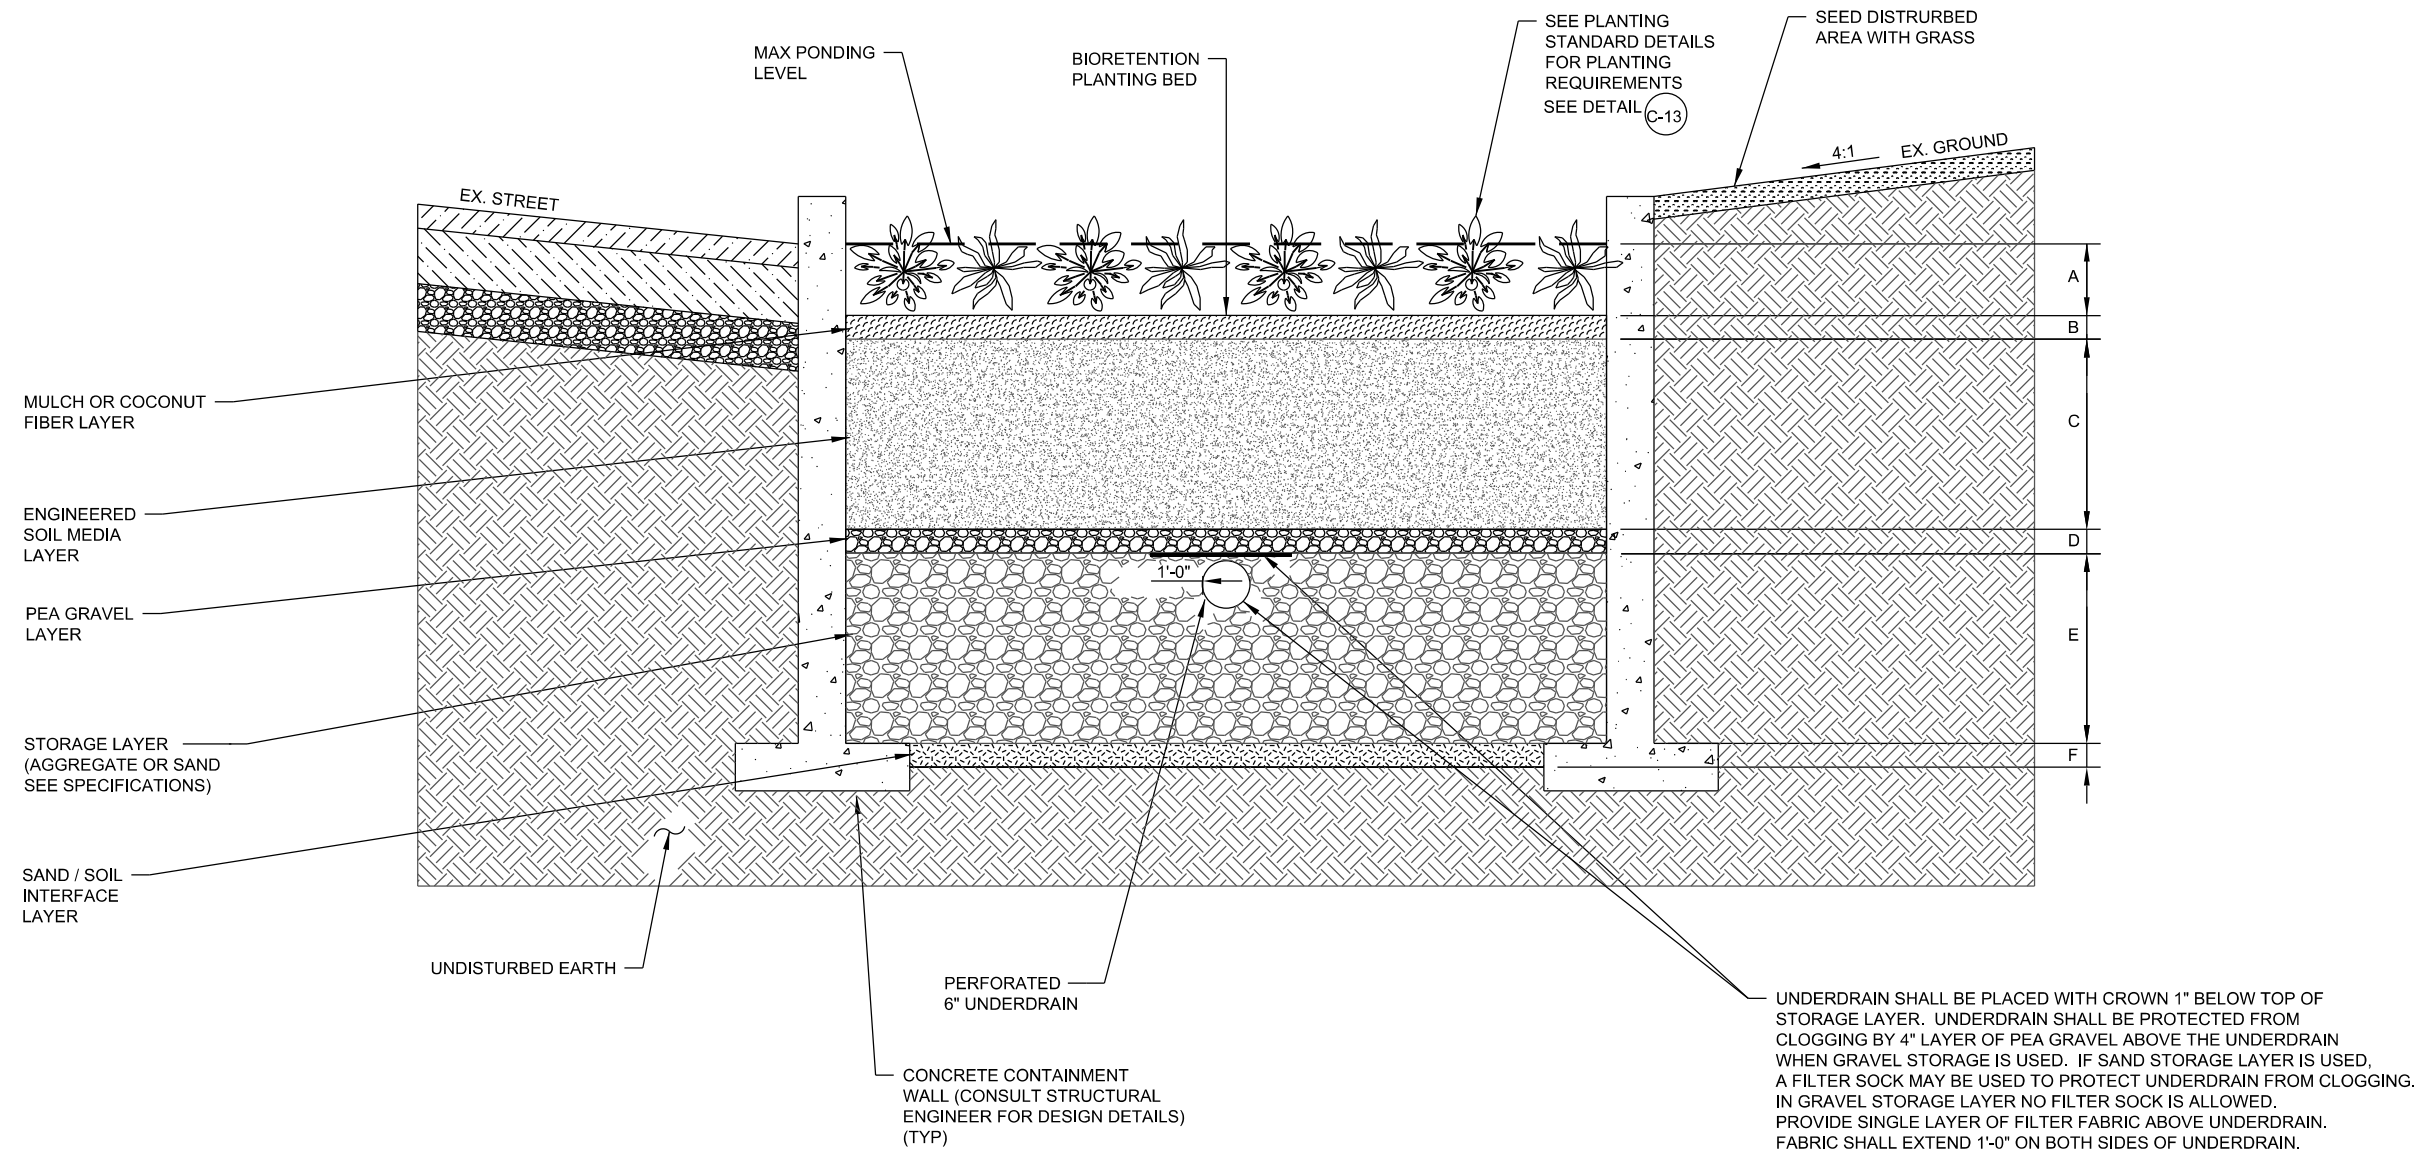 MAX PONDING
LEVEL
BIORETENTION
PLANTING BED
SEE PLANTING
STANDARD DETAILS
FOR PLANTING
REQUIREMENTS
SEE DETAIL C-13
SEED DISTRURBED
AREA WITH GRASS
EX. STREET
4:1
EX. GROUND
A
B
C
D
E
F
MULCH OR COCONUT
FIBER LAYER
ENGINEERED
SOIL MEDIA
LAYER
PEA GRAVEL
LAYER
1'-0"
STORAGE LAYER
(AGGREGATE OR SAND
SEE SPECIFICATIONS)
SAND / SOIL
INTERFACE
LAYER
UNDISTURBED EARTH
PERFORATED
6" UNDERDRAIN
CONCRETE CONTAINMENT
WALL (CONSULT STRUCTURAL
ENGINEER FOR DESIGN DETAILS)
(TYP)
UNDERDRAIN SHALL BE PLACED WITH CROWN 1" BELOW TOP OF
STORAGE LAYER. UNDERDRAIN SHALL BE PROTECTED FROM
CLOGGING BY 4" LAYER OF PEA GRAVEL ABOVE THE UNDERDRAIN
WHEN GRAVEL STORAGE IS USED. IF SAND STORAGE LAYER IS USED,
A FILTER SOCK MAY BE USED TO PROTECT UNDERDRAIN FROM CLOGGING.
IN GRAVEL STORAGE LAYER NO FILTER SOCK IS ALLOWED.
PROVIDE SINGLE LAYER OF FILTER FABRIC ABOVE UNDERDRAIN.
FABRIC SHALL EXTEND 1'-0" ON BOTH SIDES OF UNDERDRAIN.